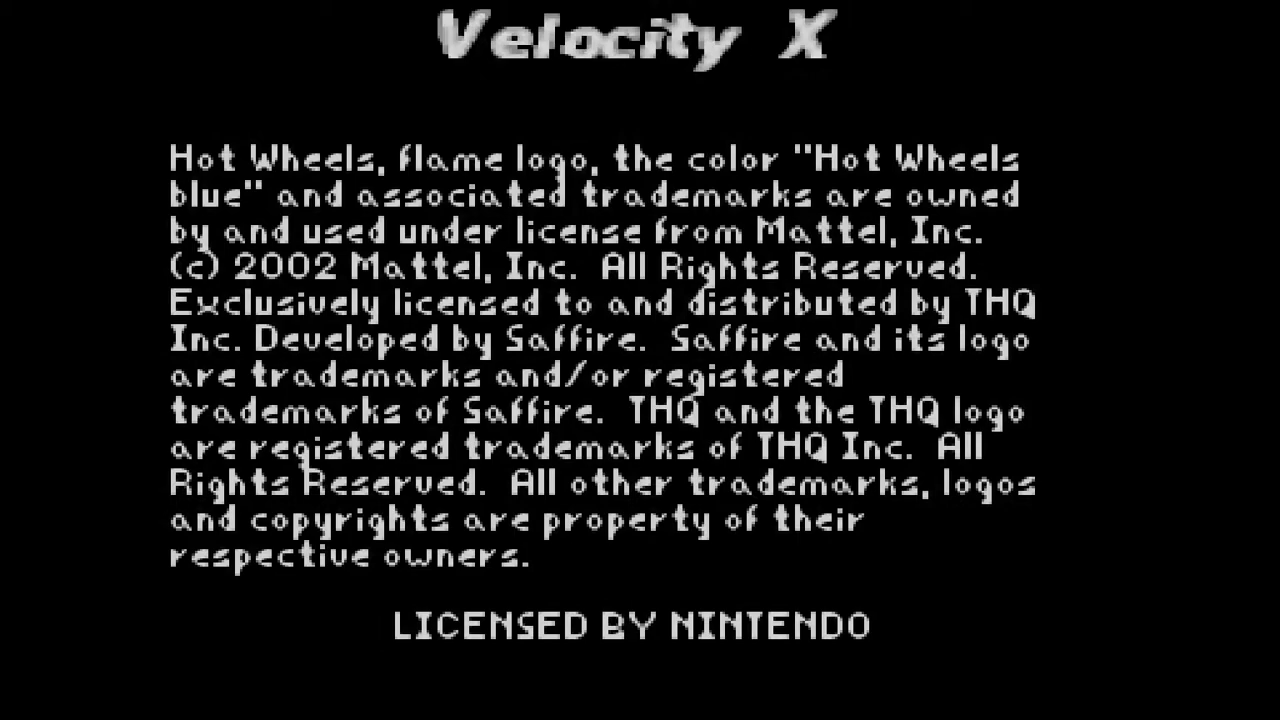 Velocity X
Hot Wheels, flame logo, the color "Hot Wheels
blue" and associated trademarks are owned
by and used under license from Mattel, Inc.
(c) 2002 Mattel, Inc.  All Rights Reserved.
Exclusively licensed to and distributed by THQ
Inc. Developed by Saffire.  Saffire and its logo
are trademarks and/or registered
trademarks of Saffire.  THQ and the THQ logo
are registered trademarks of THQ Inc.  All
Rights Reserved.  All other trademarks, logos
and copyrights are property of their
respective owners.
LICENSED BY NINTENDO